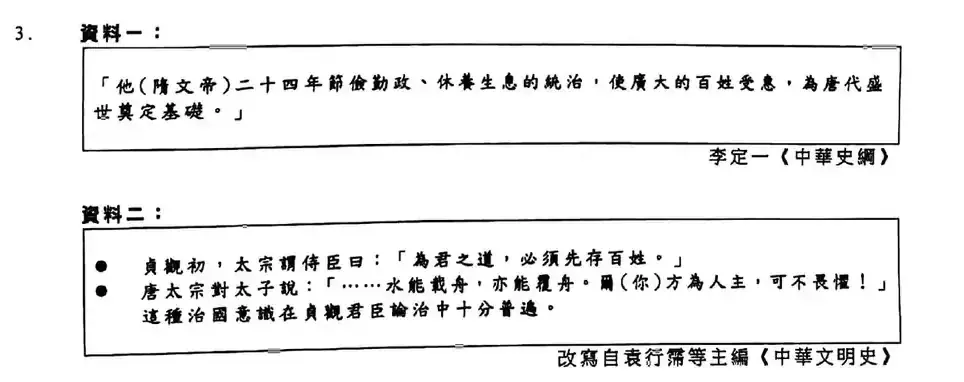 3. 資料一：
「他(隋文帝)二十四年節儉勤政、休養生息的統治，使廣大的百姓受惠，為唐代盛
世奠定基礎。」
李定一《中華史綱》
資料二：
● 貞觀初，太宗謂侍臣曰：「為君之道，必須先存百姓。」
● 唐太宗對太子說：「……水能載舟，亦能覆舟。爾(你)方為人主，可不畏懼！」
這種治國意識在貞觀君臣論治中十分普遍。
改寫自袁行霈等主編《中華文明史》